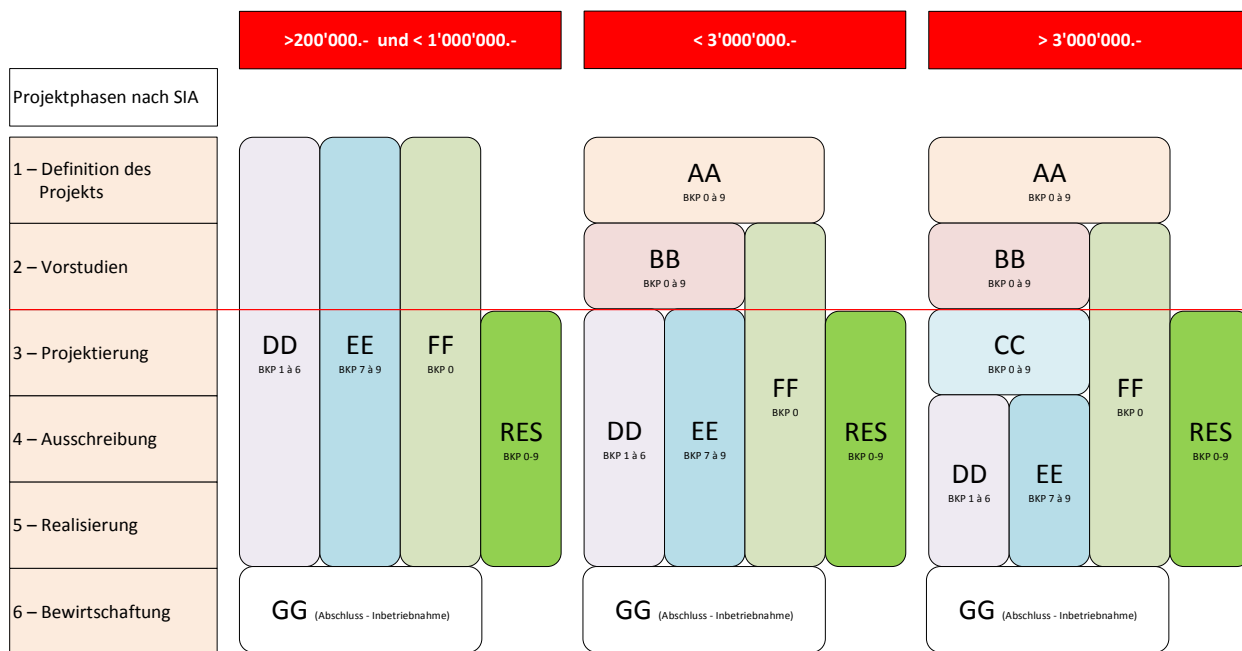 >200'000.- und < 1'000'000.-
< 3'000'000.-
> 3'000'000.-
Projektphasen nach SIA
1 – Definition des
Projekts
2 – Vorstudien
3 – Projektierung
4 – Ausschreibung
5 – Realisierung
6 – Bewirtschaftung
DD
BKP 1 à 6
EE
BKP 7 à 9
FF
BKP 0
RES
BKP 0-9
GG (Abschluss - Inbetriebnahme)
AA
BKP 0 à 9
BB
BKP 0 à 9
DD
BKP 1 à 6
EE
BKP 7 à 9
FF
BKP 0
RES
BKP 0-9
GG (Abschluss - Inbetriebnahme)
AA
BKP 0 à 9
BB
BKP 0 à 9
CC
BKP 0 à 9
DD
BKP 1 à 6
EE
BKP 7 à 9
FF
BKP 0
RES
BKP 0-9
GG (Abschluss - Inbetriebnahme)